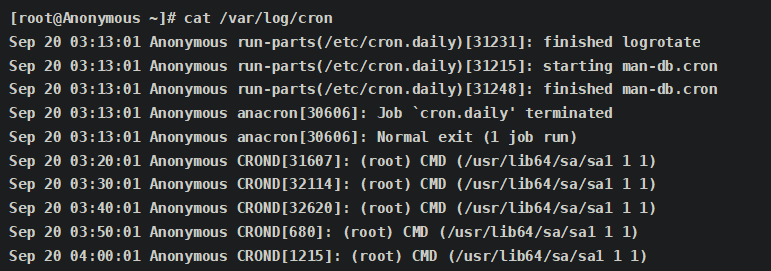 [root@Anonymous ~]# cat /var/log/cron
Sep 20 03:13:01 Anonymous run-parts(/etc/cron.daily)[31231]: finished logrotate
Sep 20 03:13:01 Anonymous run-parts(/etc/cron.daily)[31215]: starting man-db.cron
Sep 20 03:13:01 Anonymous run-parts(/etc/cron.daily)[31248]: finished man-db.cron
Sep 20 03:13:01 Anonymous anacron[30606]: Job `cron.daily' terminated
Sep 20 03:13:01 Anonymous anacron[30606]: Normal exit (1 job run)
Sep 20 03:20:01 Anonymous CROND[31607]: (root) CMD (/usr/lib64/sa/sa1 1 1)
Sep 20 03:30:01 Anonymous CROND[32114]: (root) CMD (/usr/lib64/sa/sa1 1 1)
Sep 20 03:40:01 Anonymous CROND[32620]: (root) CMD (/usr/lib64/sa/sa1 1 1)
Sep 20 03:50:01 Anonymous CROND[680]: (root) CMD (/usr/lib64/sa/sa1 1 1)
Sep 20 04:00:01 Anonymous CROND[1215]: (root) CMD (/usr/lib64/sa/sa1 1 1)